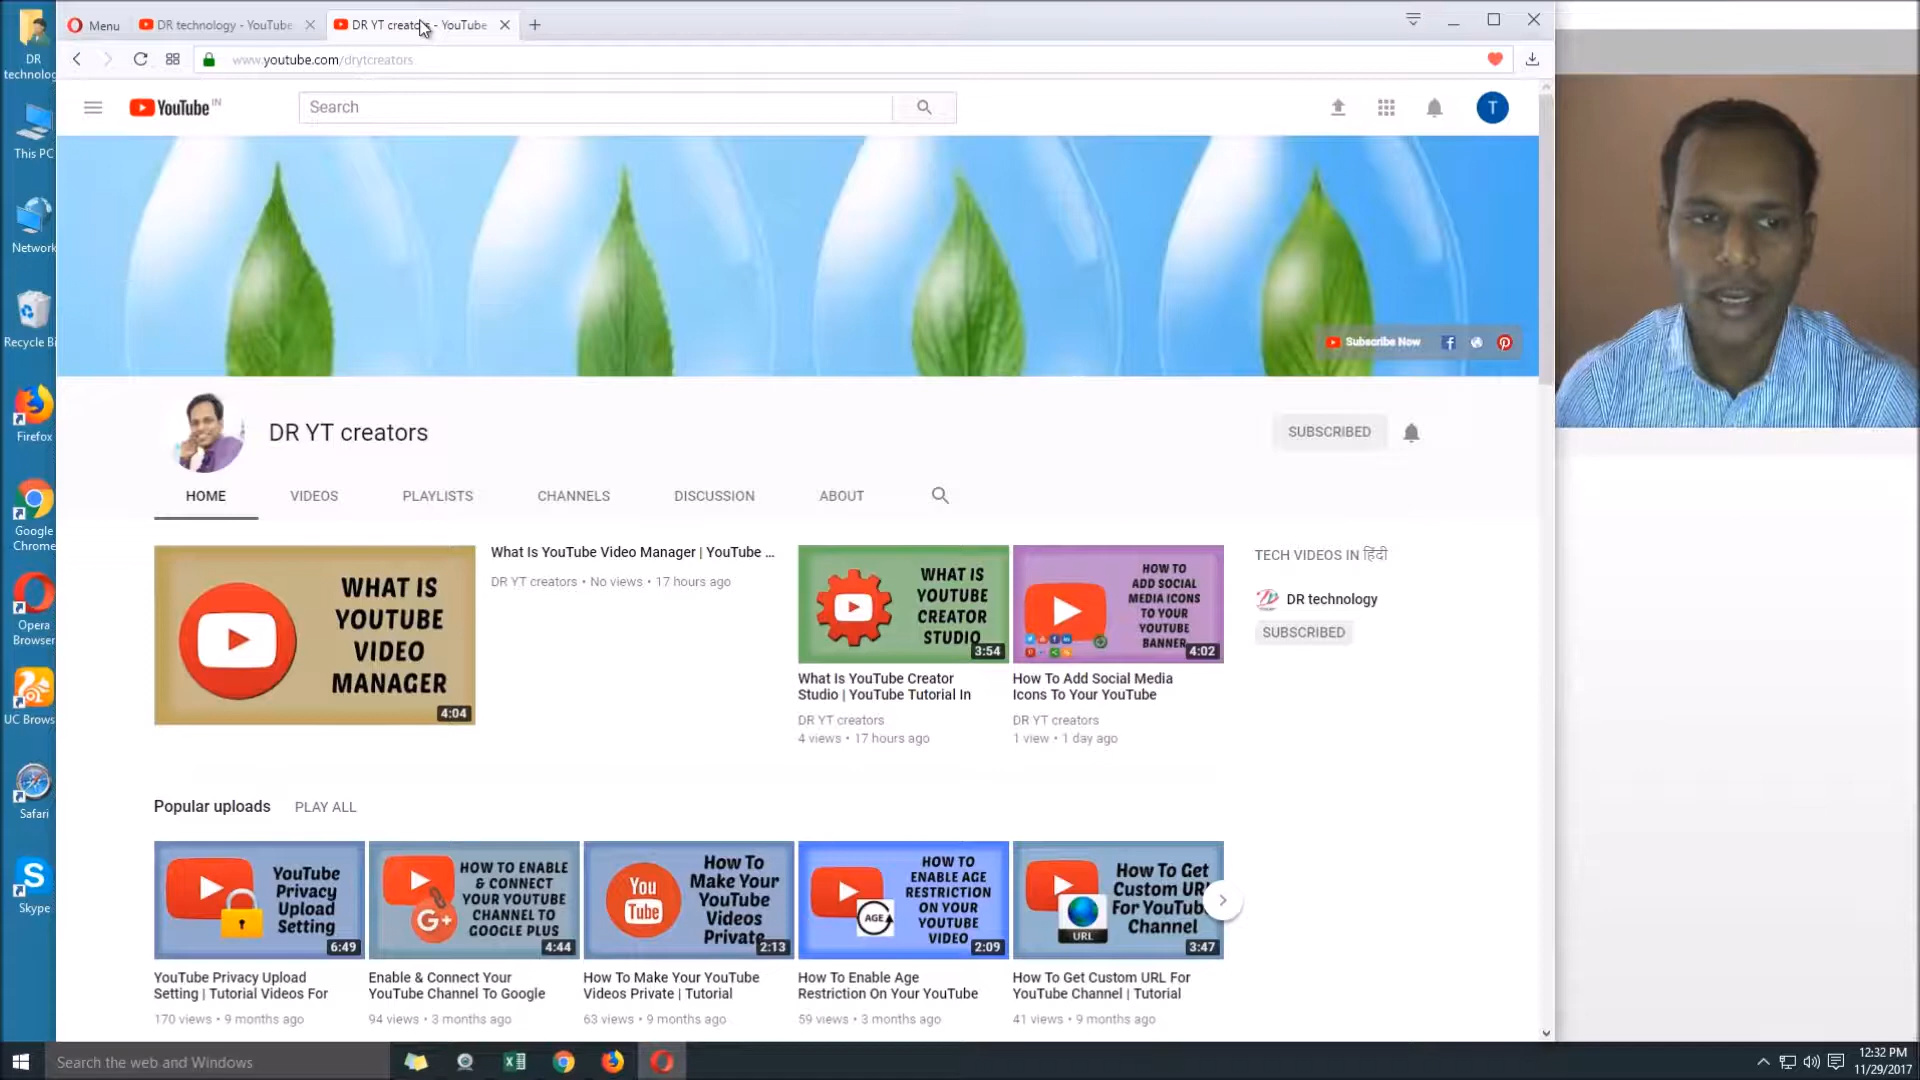 Menu
DR technology - YouTube
DR YT creators - YouTube
www.youtube.com/drytcreators
YouTube IN
Search
T
Subscribe Now
DR YT creators
SUBSCRIBED
HOME VIDEOS PLAYLISTS CHANNELS DISCUSSION ABOUT
WHAT IS
YOUTUBE
VIDEO
MANAGER
4:04
What Is YouTube Video Manager | YouTube ...
DR YT creators • No views • 17 hours ago
WHAT IS
YOUTUBE
CREATOR
STUDIO
3:54
What Is YouTube Creator
Studio | YouTube Tutorial In
DR YT creators
4 views • 17 hours ago
HOW TO
ADD SOCIAL
MEDIA ICONS
TO YOUR
YOUTUBE
BANNER
4:02
How To Add Social Media
Icons To Your YouTube
DR YT creators
1 view • 1 day ago
TECH VIDEOS IN हिंदी
DR technology
SUBSCRIBED
Popular uploads PLAY ALL
YouTube
Privacy
Upload
Setting
6:49
YouTube Privacy Upload
Setting | Tutorial Videos For
170 views • 9 months ago
HOW TO ENABLE
& CONNECT
YOUR YOUTUBE
CHANNEL TO
GOOGLE PLUS
G+
4:44
Enable & Connect Your
YouTube Channel To Google
94 views • 3 months ago
You
Tube
How To
Make Your
YouTube
Videos
Private
2:13
How To Make Your YouTube
Videos Private | Tutorial
63 views • 9 months ago
HOW TO
ENABLE AGE
RESTRICTION
ON YOUR
YOUTUBE
VIDEO
AGE
2:09
How To Enable Age
Restriction On Your YouTube
59 views • 3 months ago
How To Get
Custom URL
For YouTube
Channel
URL
3:47
How To Get Custom URL For
YouTube Channel | Tutorial
41 views • 9 months ago
DR
technolog
This PC
Network
Recycle Bi
Firefox
Google
Chrome
Opera
Browser
UC Brows
Safari
Skype
Search the web and Windows
12:32 PM
11/29/2017